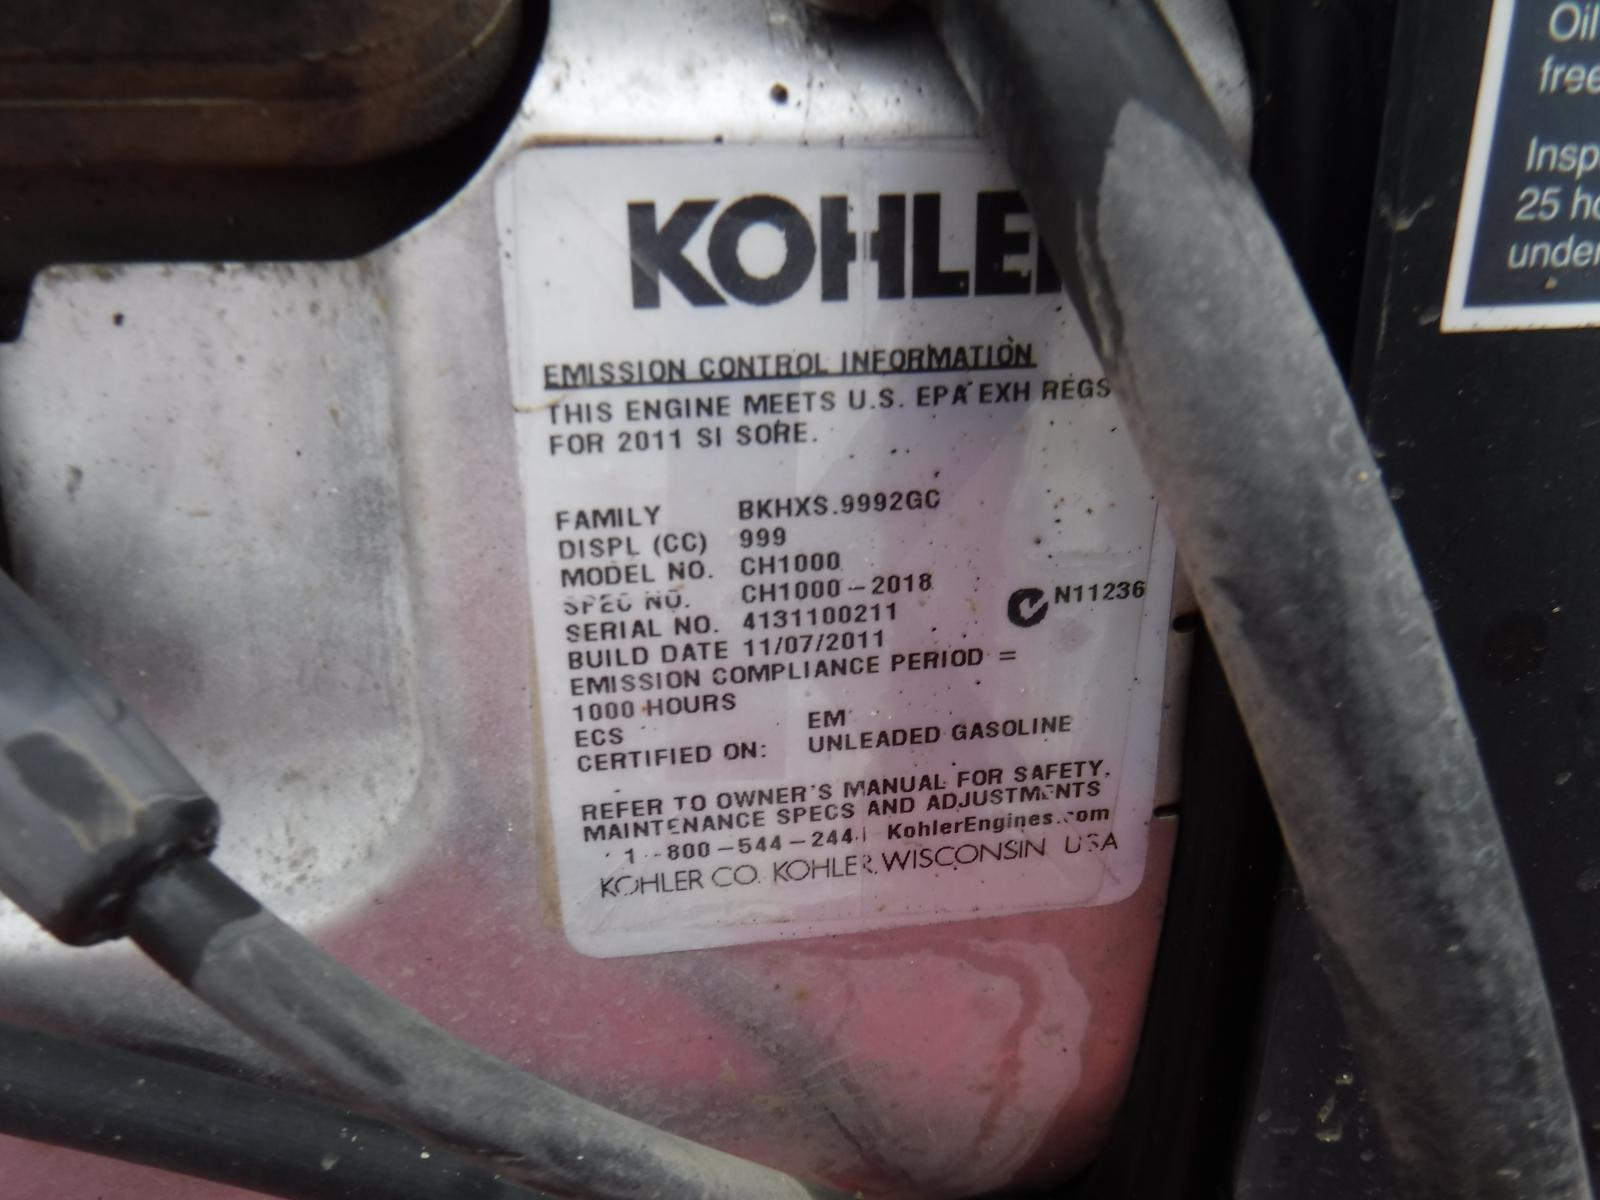 KOHLE
EMISSION CONTROL INFORMATION
THIS ENGINE MEETS U.S. EPA EXH REGS
FOR 2011 SI SORE.
FAMILY BKHXS.9992GC
DISPL (CC) 999
MODEL NO. CH1000
SPEC NO. CH1000-2018
SERIAL NO. 4131100211
N11236
BUILD DATE 11/07/2011
EMISSION COMPLIANCE PERIOD =
1000 HOURS
ECS EM
CERTIFIED ON: UNLEADED GASOLINE
REFER TO OWNER'S MANUAL FOR SAFETY,
MAINTENANCE SPECS AND ADJUSTMENTS
1-800-544-2441 KohlerEngines.com
KOHLER CO. KOHLER, WISCONSIN USA
Oil
free
Insp
25 ho
under